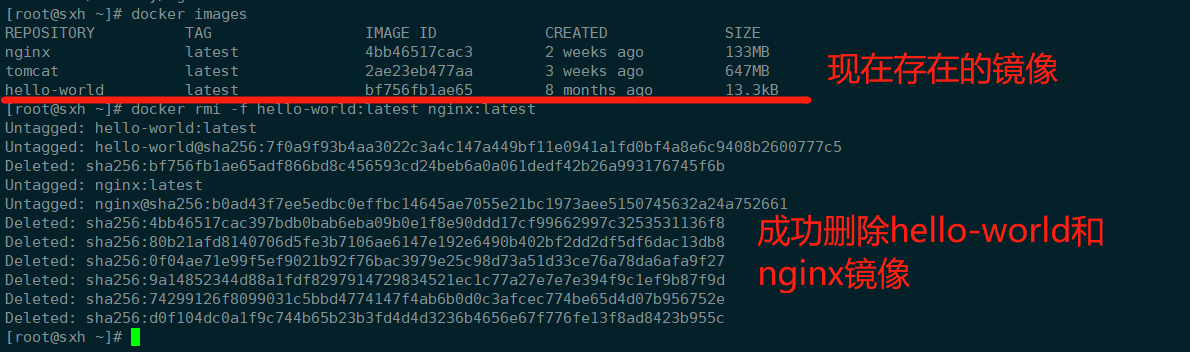 [root@sxh ~]# docker images
REPOSITORY TAG IMAGE ID CREATED SIZE
nginx latest 4bb46517cac3 2 weeks ago 133MB
tomcat latest 2ae23eb477aa 3 weeks ago 647MB
hello-world latest bf756fb1ae65 8 months ago 13.3kB
现在存在的镜像
[root@sxh ~]# docker rmi -f hello-world:latest nginx:latest
Untagged: hello-world:latest
Untagged: hello-world@sha256:7f0a9f93b4aa3022c3a4c147a449bf11e0941a1fd0bf4a8e6c9408b2600777c5
Deleted: sha256:bf756fb1ae65adf866bd8c456593cd24beb6a0a061dedf42b26a993176745f6b
Untagged: nginx:latest
Untagged: nginx@sha256:b0ad43f7ee5edbc0effbc14645ae7055e21bc1973aee5150745632a24a752661
Deleted: sha256:4bb46517cac397bdb0bab6eba09b0e1f8e90ddd17cf99662997c3253531136f8
Deleted: sha256:80b21afd8140706d5fe3b7106ae6147e192e6490b402bf2dd2df5df6dac13db8
Deleted: sha256:0f04ae71e99f5ef9021b92f76bac3979e25c98d73a51d33ce76a78da6afa9f27
Deleted: sha256:9a14852344d88a1fdf8297914729834521ec1c77a27e7e7e394f9c1ef9b87f9d
Deleted: sha256:74299126f8099031c5bbd4774147f4ab6b0d0c3afcec774be65d4d07b956752e
Deleted: sha256:d0f104dc0a1f9c744b65b23b3fd4d4d3236b4656e67f776fe13f8ad8423b955c
成功删除hello-world和
nginx镜像
[root@sxh ~]#